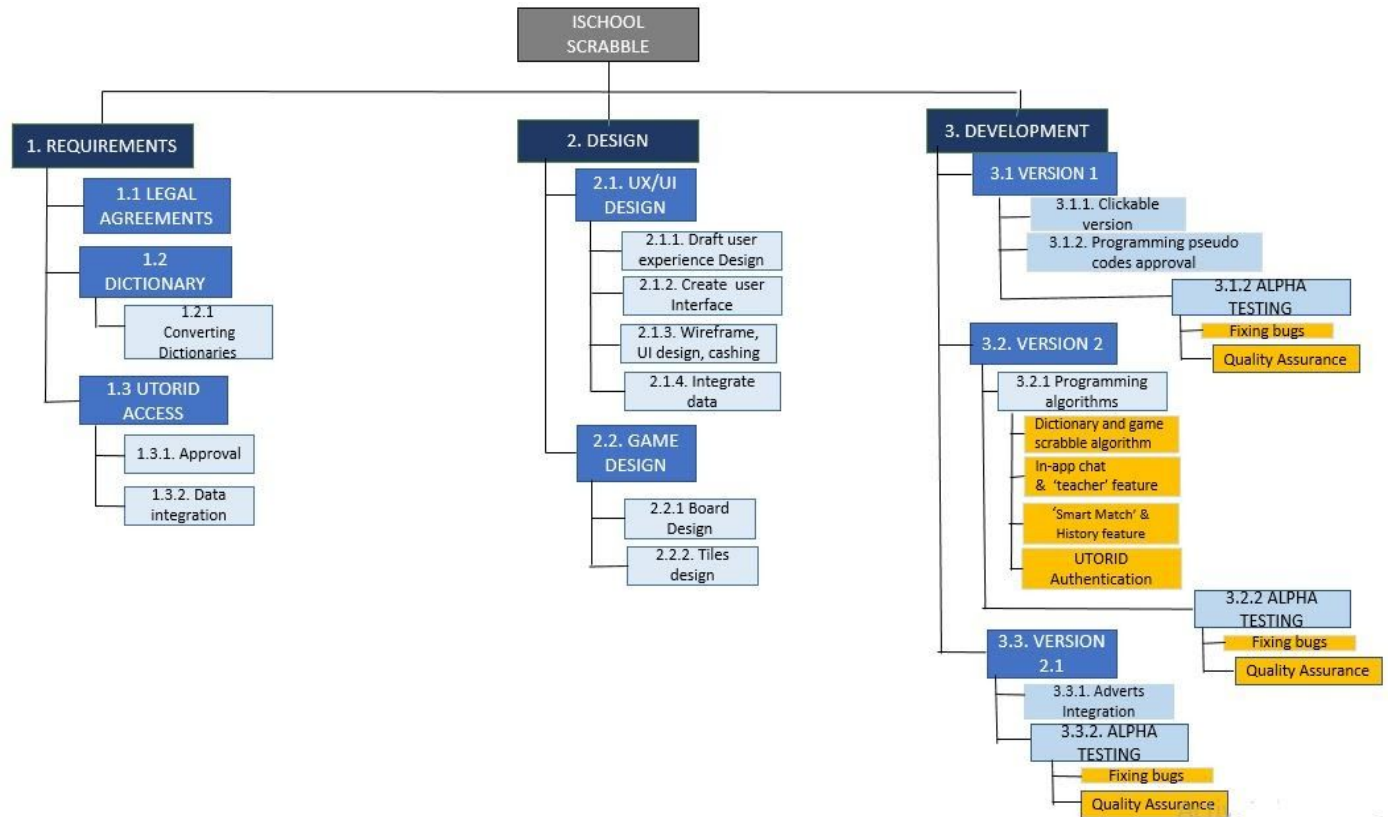 ISCHOOL
SCRABBLE
1. REQUIREMENTS
1.1 LEGAL
AGREEMENTS
1.2
DICTIONARY
1.2.1
Converting
Dictionaries
1.3 UTORID
ACCESS
1.3.1. Approval
1.3.2. Data
integration
2. DESIGN
2.1. UX/UI
DESIGN
2.1.1. Draft user
experience Design
2.1.2. Create user
Interface
2.1.3. Wireframe,
UI design, cashing
2.1.4. Integrate
data
2.2. GAME
DESIGN
2.2.1 Board
Design
2.2.2. Tiles
design
3. DEVELOPMENT
3.1 VERSION 1
3.1.1. Clickable
version
3.1.2. Programming pseudo
codes approval
3.1.2 ALPHA
TESTING
Fixing bugs
Quality Assurance
3.2. VERSION 2
3.2.1 Programming
algorithms
Dictionary and game
scrabble algorithm
In-app chat
& ‘teacher’ feature
‘Smart Match’ &
History feature
UTORID
Authentication
3.2.2 ALPHA
TESTING
Fixing bugs
Quality Assurance
3.3. VERSION
2.1
3.3.1. Adverts
Integration
3.3.2. ALPHA
TESTING
Fixing bugs
Quality Assurance